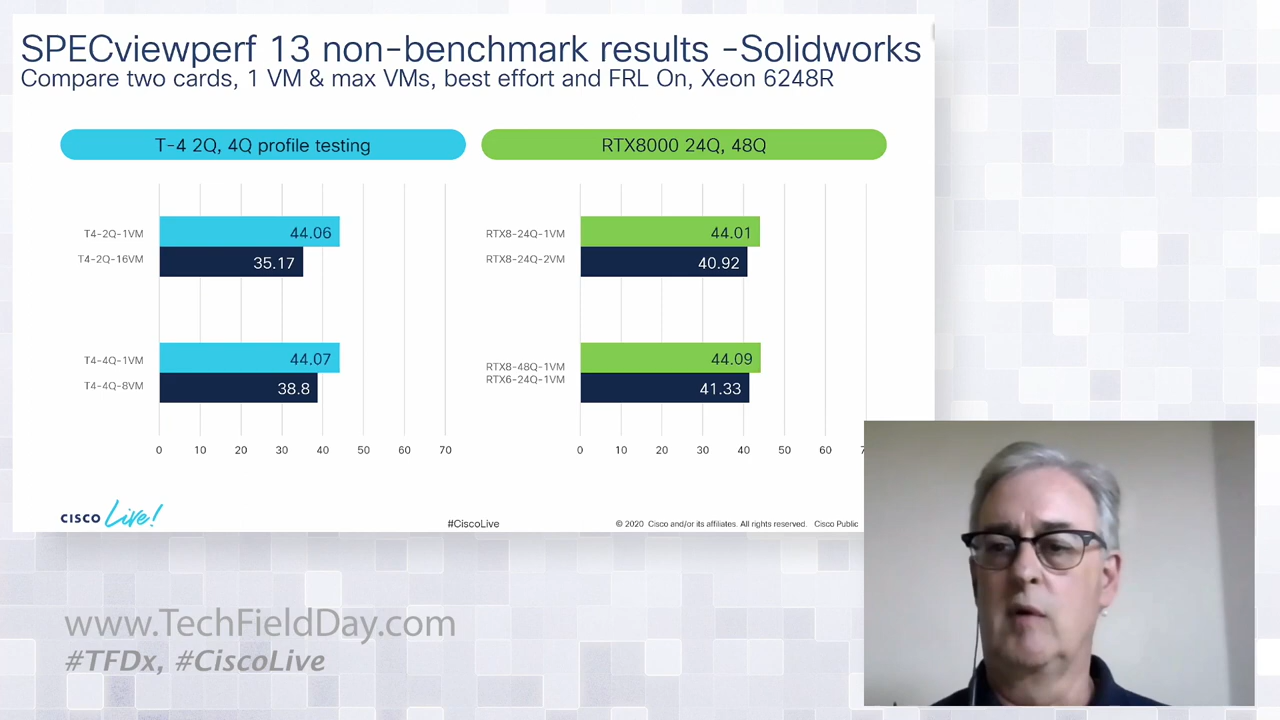 SPECviewperf 13 non-benchmark results -Solidworks
Compare two cards, 1 VM & max VMs, best effort and FRL On, Xeon 6248R
T-4 2Q, 4Q profile testing
T4-2Q-1VM
44.06
T4-2Q-16VM
35.17
T4-4Q-1VM
44.07
T4-4Q-8VM
38.8
0 10 20 30 40 50 60 70
RTX8000 24Q, 48Q
RTX8-24Q-1VM
44.01
RTX8-24Q-2VM
40.92
RTX8-48Q-1VM
44.09
RTX6-24Q-1VM
41.33
0 10 20 30 40 50 60
CISCO Live!
#CiscoLive
© 2020 Cisco and/or its affiliates. All rights reserved. Cisco Public
www.TechFieldDay.com
#TFDx, #CiscoLive